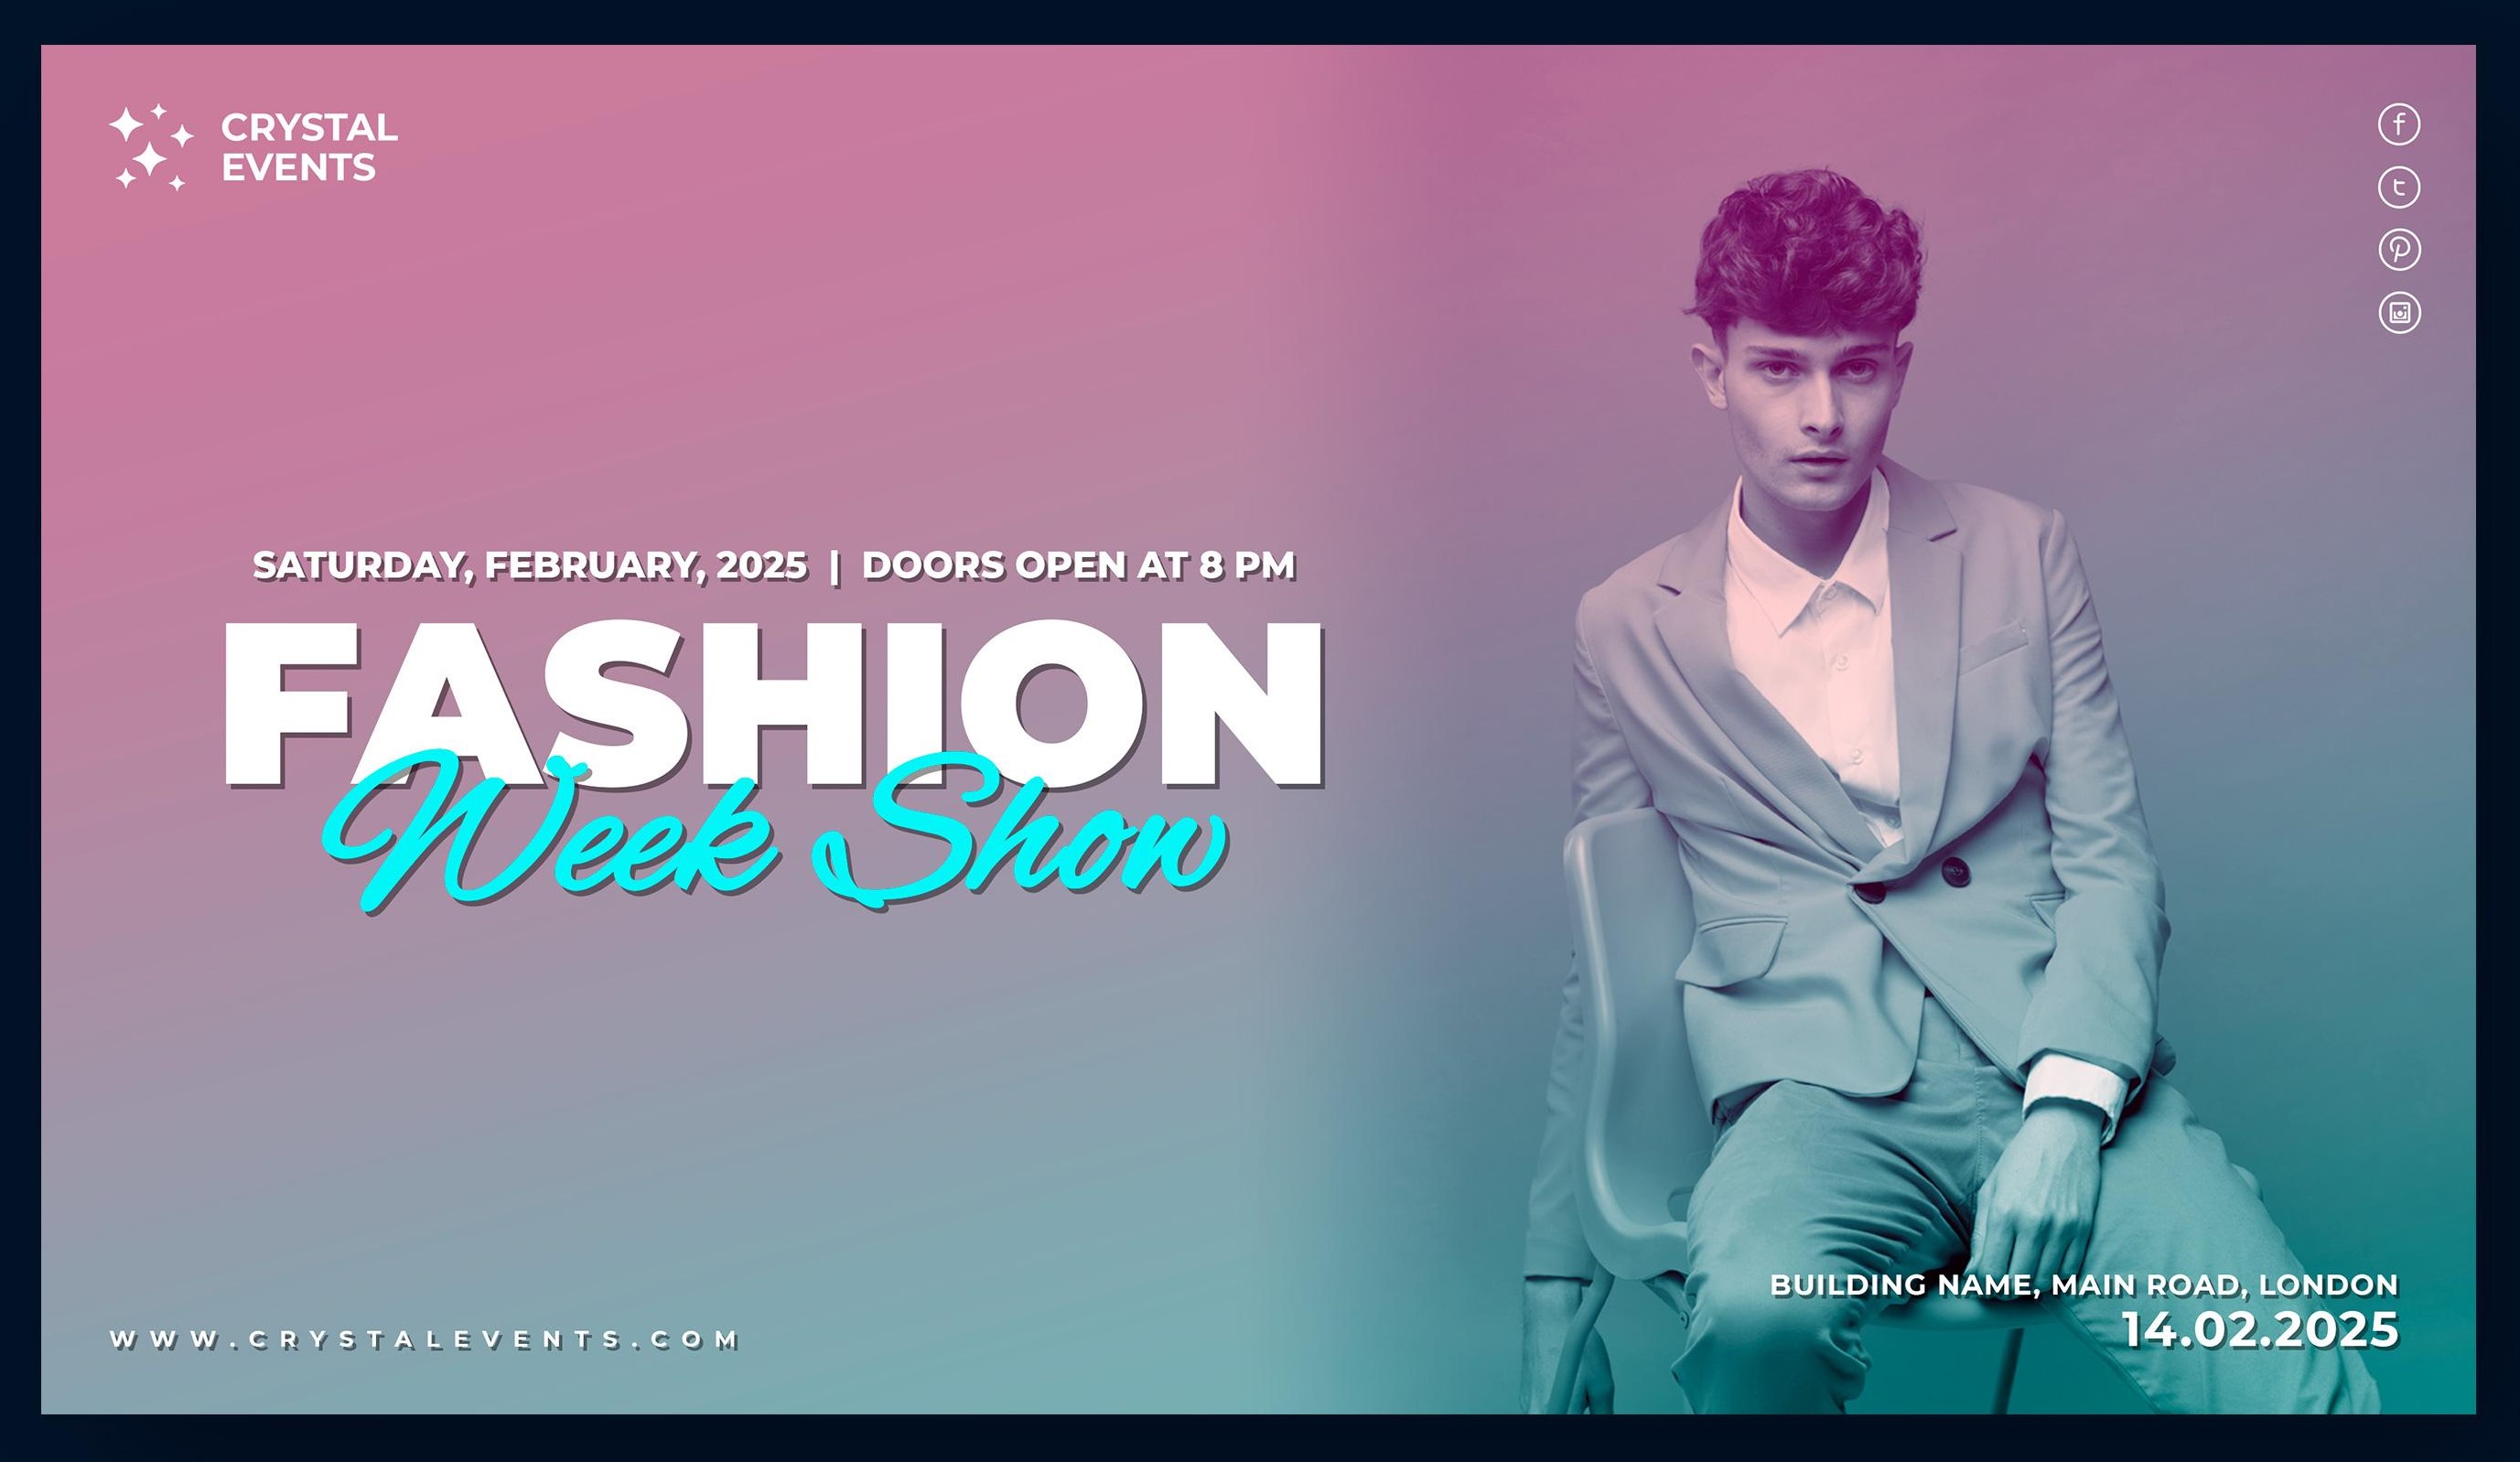 CRYSTAL
EVENTS
SATURDAY, FEBRUARY, 2025 | DOORS OPEN AT 8 PM
FASHION
Week Show
BUILDING NAME, MAIN ROAD, LONDON
14.02.2025
WWW.CRYSTALEVENTS.COM